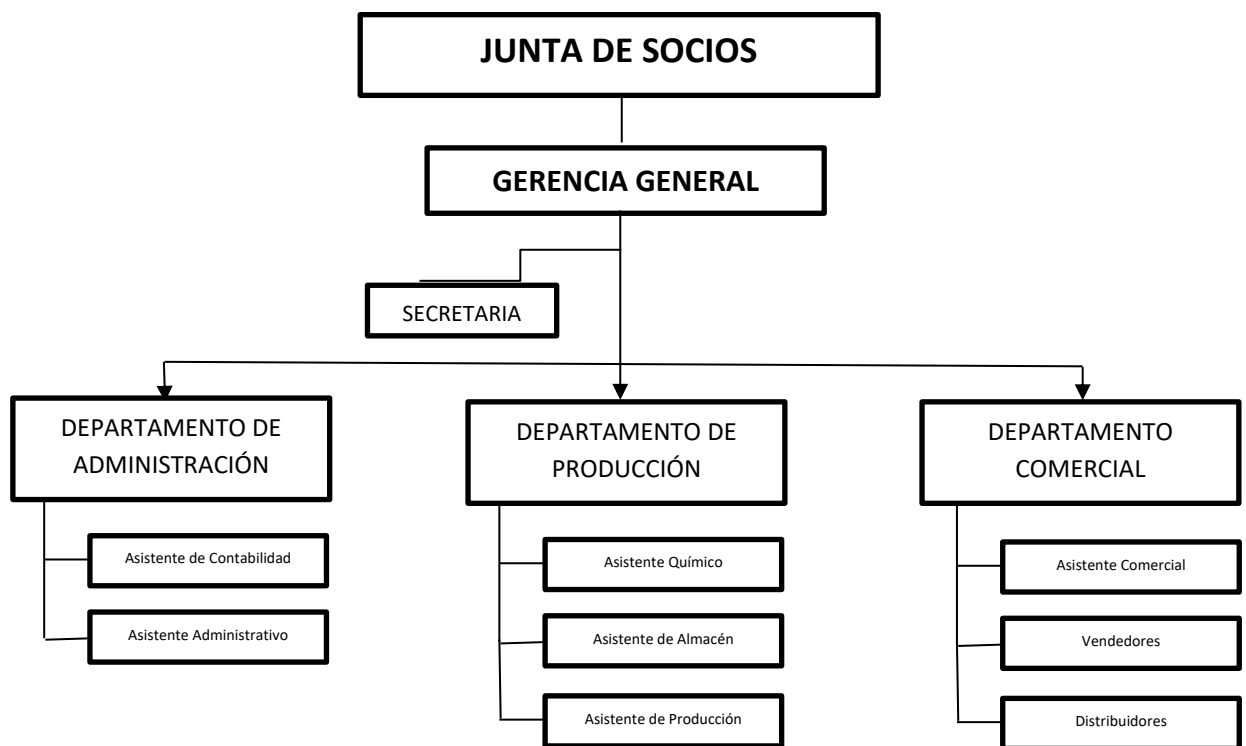 JUNTA DE SOCIOS
GERENCIA GENERAL
SECRETARIA
DEPARTAMENTO DE
ADMINISTRACIÓN
Asistente de Contabilidad
Asistente Administrativo
DEPARTAMENTO DE
PRODUCCIÓN
Asistente Químico
Asistente de Almacén
Asistente de Producción
DEPARTAMENTO
COMERCIAL
Asistente Comercial
Vendedores
Distribuidores